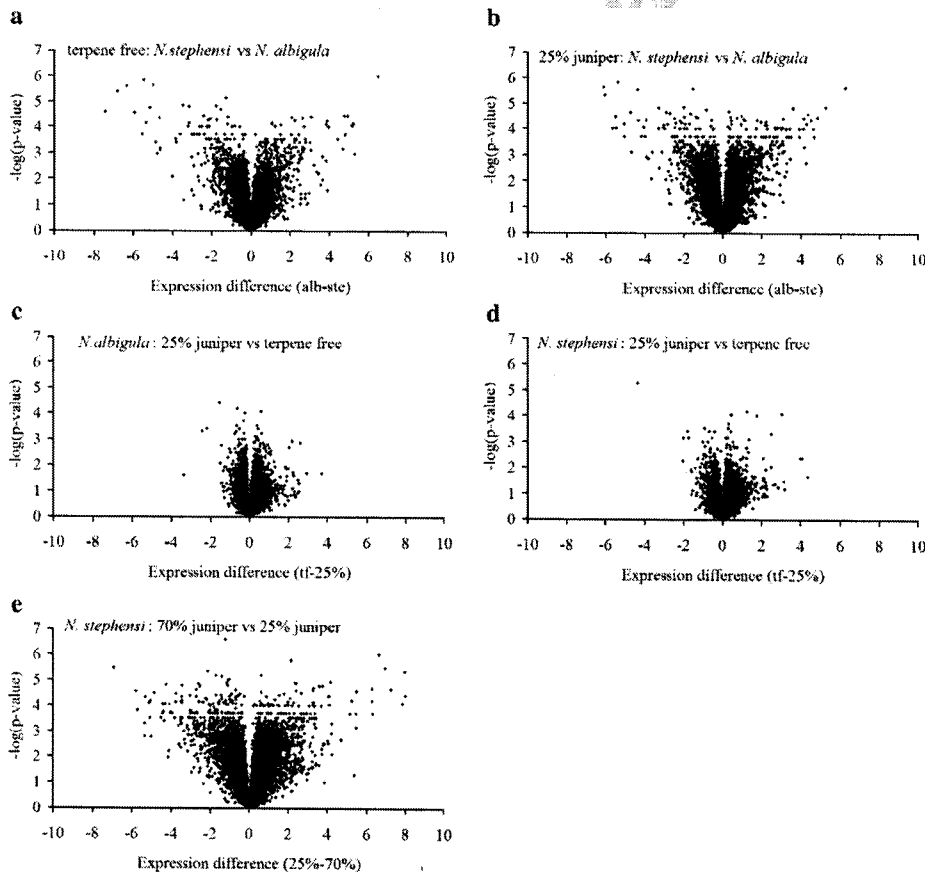 a
terpene free: N.stephensi vs N. albigula
7
6
5
4
3
2
1
0
-log(p-value)
-10 -8 -6 -4 -2 0 2 4 6 8 10
Expression difference (alb-ste)
b
25% juniper: N. stephensi vs N. albigula
7
6
5
4
3
2
1
0
-log(p-value)
-10 -8 -6 -4 -2 0 2 4 6 8 10
Expression difference (alb-ste)
c
N.albigula: 25% juniper vs terpene free
7
6
5
4
3
2
1
0
-log(p-value)
-10 -8 -6 -4 -2 0 2 4 6 8 10
Expression difference (tf-25%)
d
N. stephensi: 25% juniper vs terpene free
7
6
5
4
3
2
1
0
-log(p-value)
-10 -8 -6 -4 -2 0 2 4 6 8 10
Expression difference (tf-25%)
e
N. stephensi: 70% juniper vs 25% juniper
7
6
5
4
3
2
1
0
-log(p-value)
-10 -8 -6 -4 -2 0 2 4 6 8 10
Expression difference (25%-70%)